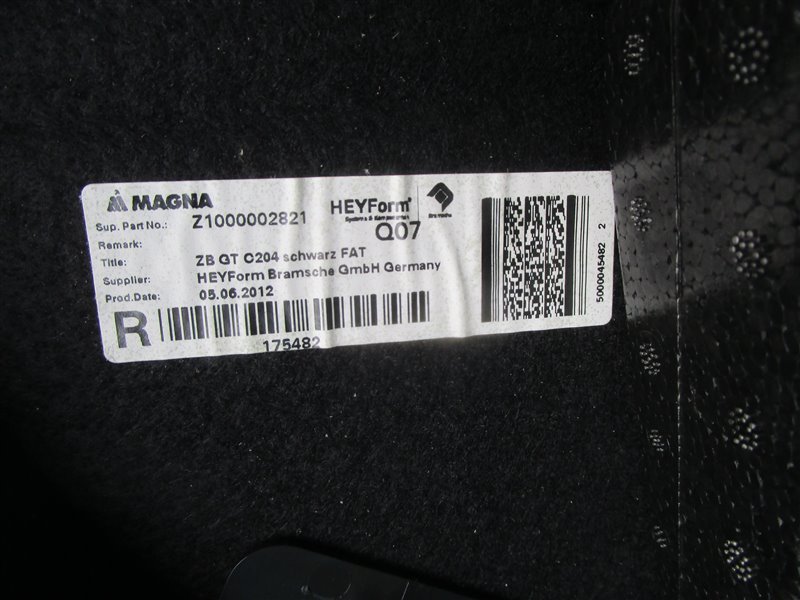 MAGNA
HEYForm
Bramsche
Sup. Part No.: Z1000002821
Q07
Remark:
Title: ZB GT C204 schwarz FAT
Supplier: HEYForm Bramsche GmbH Germany
Prod.Date: 05.06.2012
R
175482
5000045482 2